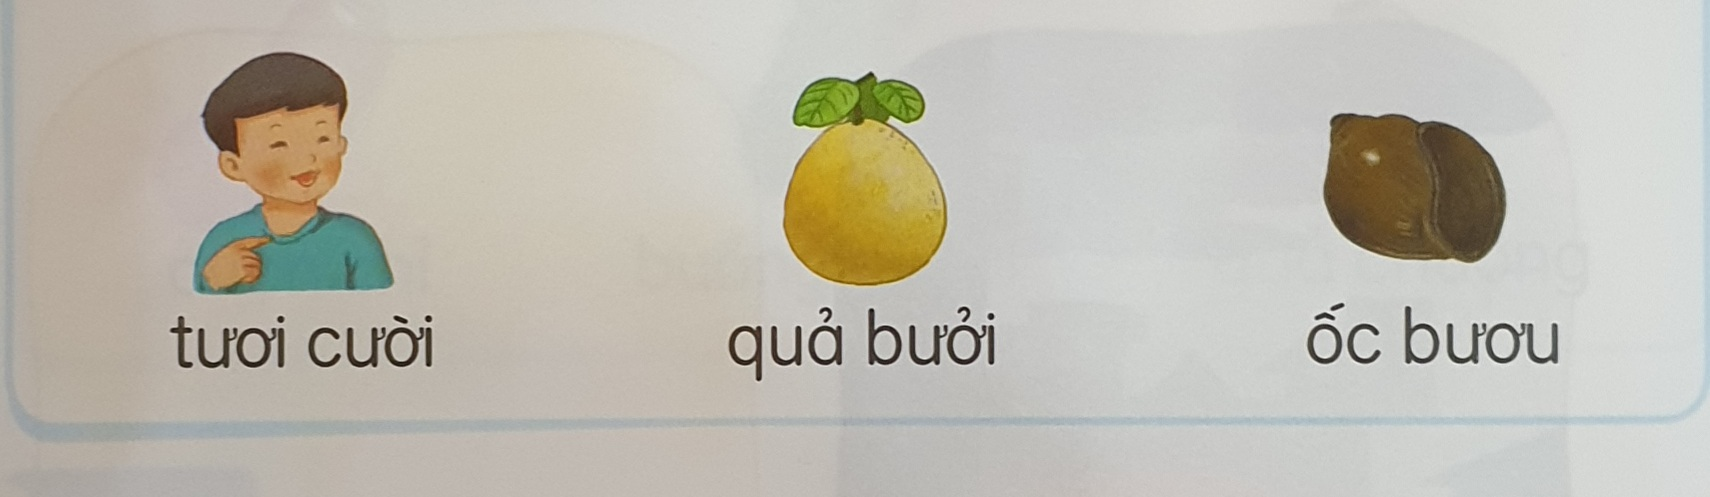 tươi cười quả bưởi ốc bươu